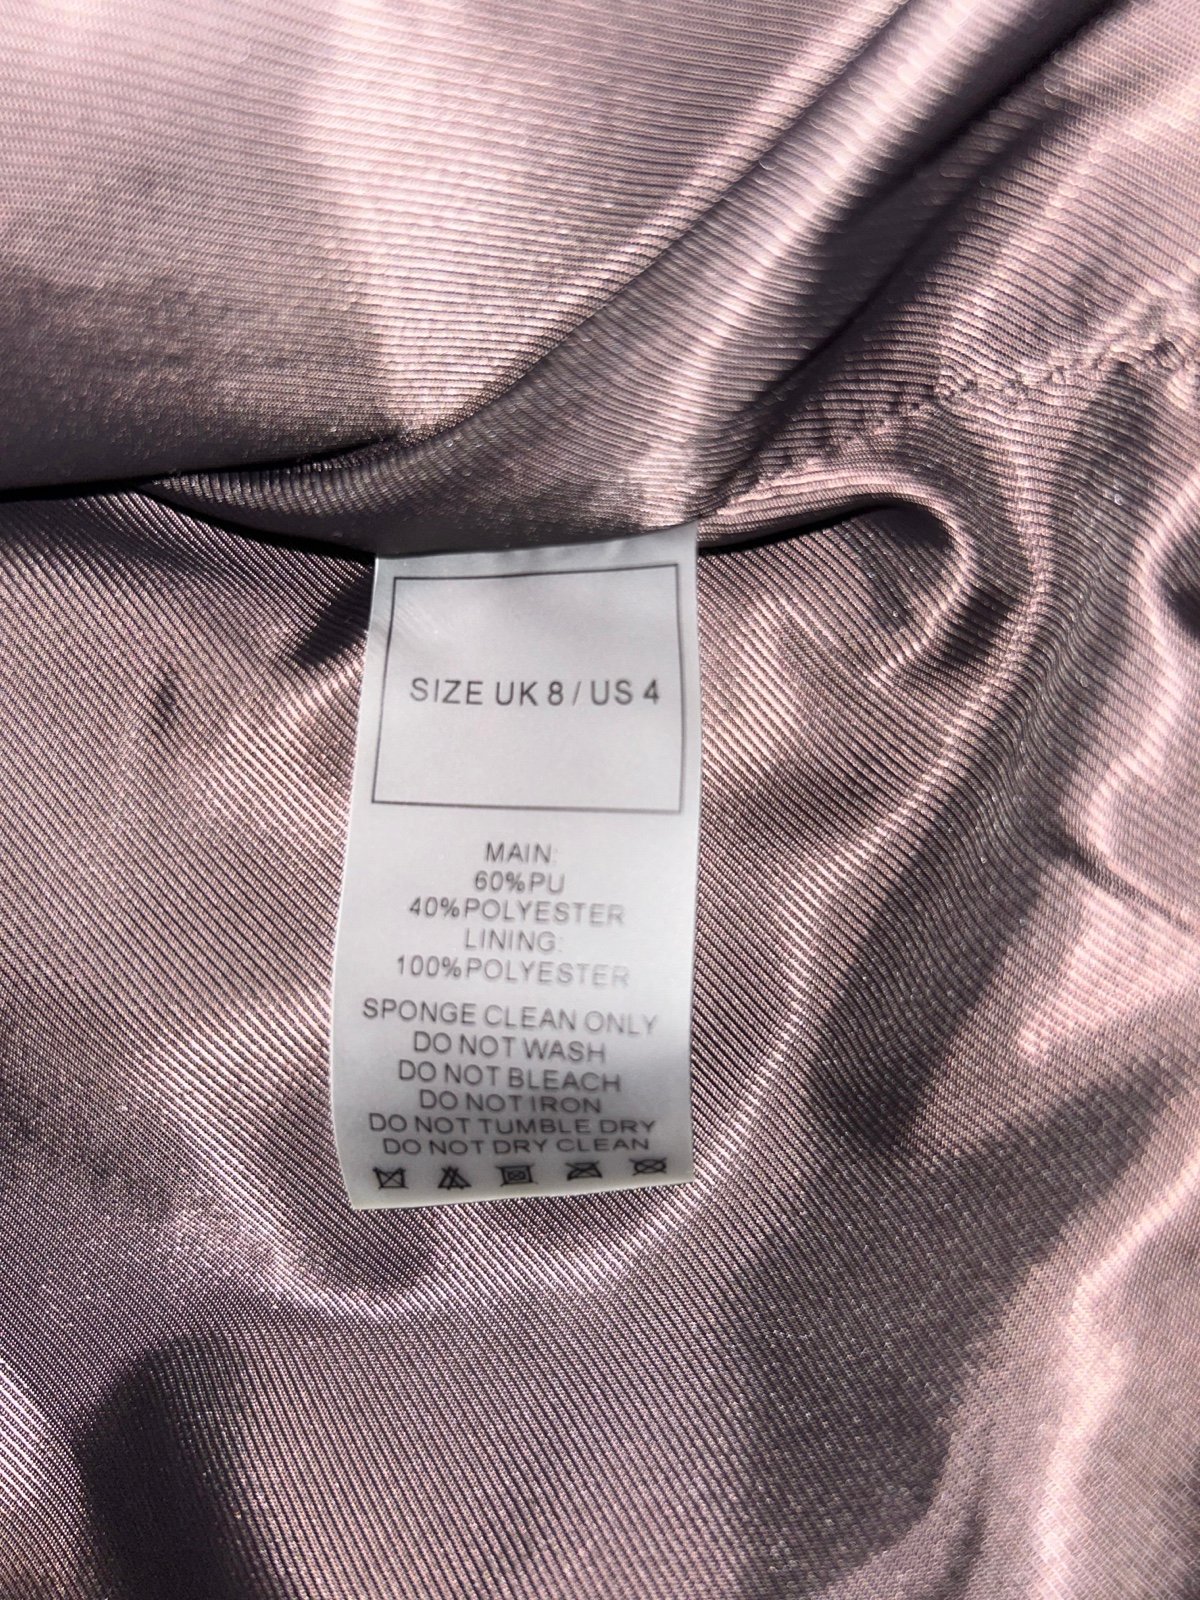 SIZE UK 8 / US 4
MAIN:
60%PU
40%POLYESTER
LINING:
100%POLYESTER
SPONGE CLEAN ONLY
DO NOT WASH
DO NOT BLEACH
DO NOT IRON
DO NOT TUMBLE DRY
DO NOT DRY CLEAN